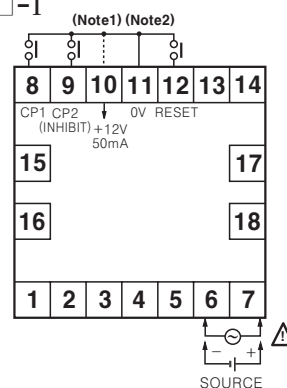 -1
(Note1) (Note2)
8 9 10 11 12 13 14
CP1 CP2 0V RESET
(INHIBIT) +12V
50mA
15 17
16 18
1 2 3 4 5 6 7
− +
SOURCE